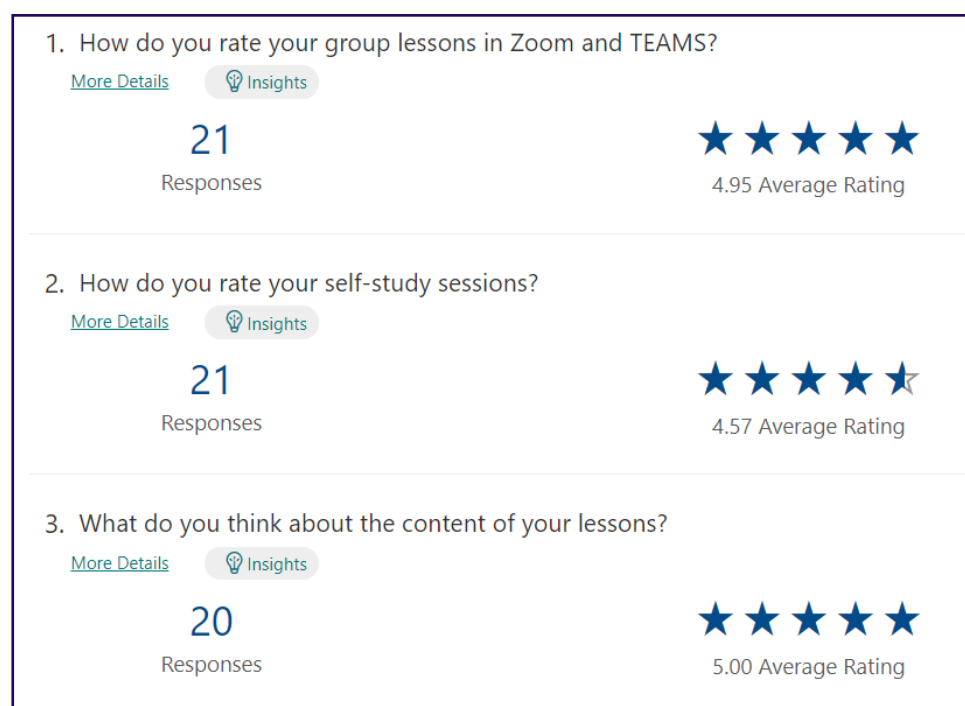 1. How do you rate your group lessons in Zoom and TEAMS?
More Details Insights
21
Responses
4.95 Average Rating
2. How do you rate your self-study sessions?
More Details Insights
21
Responses
4.57 Average Rating
3. What do you think about the content of your lessons?
More Details Insights
20
Responses
5.00 Average Rating